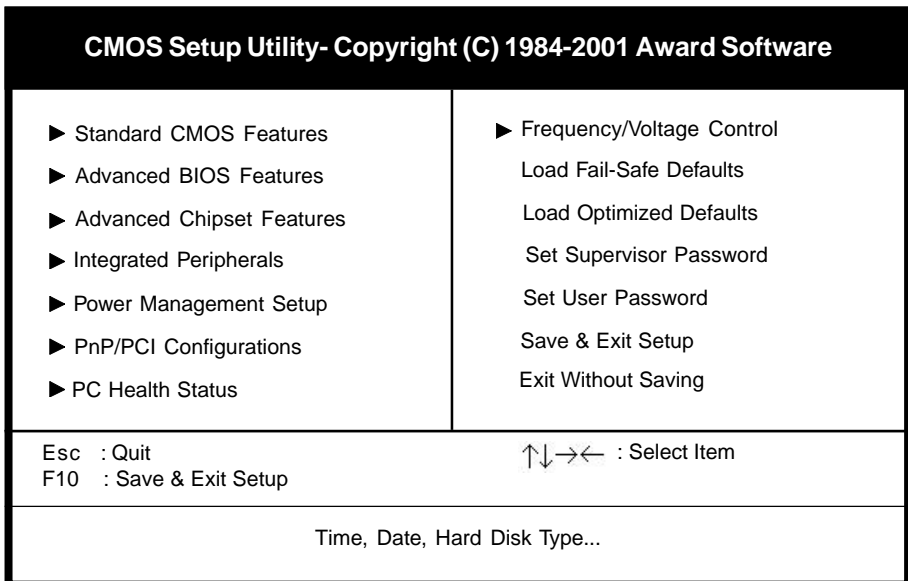 CMOS Setup Utility- Copyright (C) 1984-2001 Award Software
▶ Standard CMOS Features
▶ Advanced BIOS Features
▶ Advanced Chipset Features
▶ Integrated Peripherals
▶ Power Management Setup
▶ PnP/PCI Configurations
▶ PC Health Status
▶ Frequency/Voltage Control
Load Fail-Safe Defaults
Load Optimized Defaults
Set Supervisor Password
Set User Password
Save & Exit Setup
Exit Without Saving
Esc : Quit
F10 : Save & Exit Setup
↑↓→← : Select Item
Time, Date, Hard Disk Type...